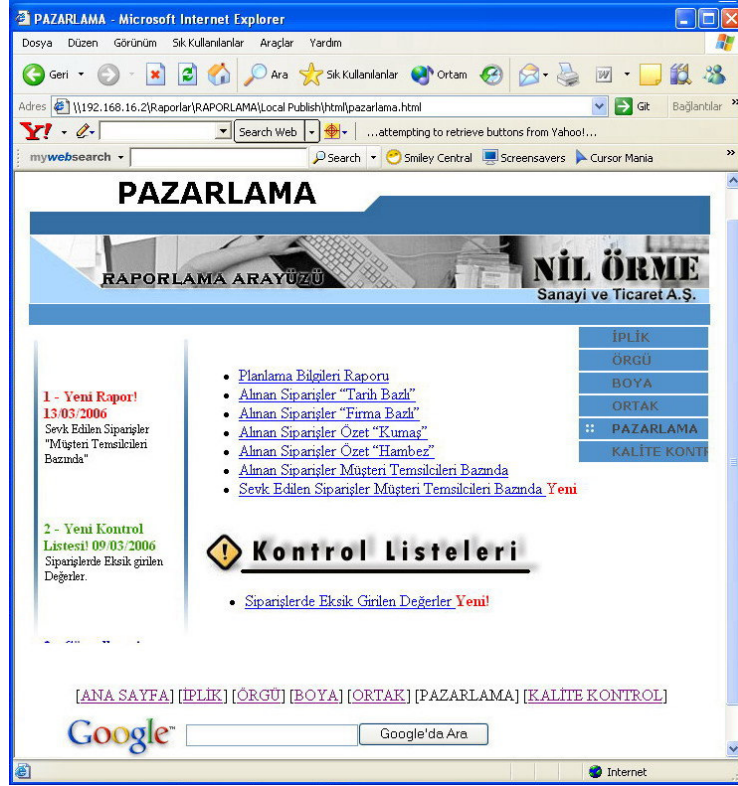 PAZARLAMA - Microsoft Internet Explorer
Dosya Düzen Görünüm Sık Kullanılanlar Araçlar Yardım
Geri Ara Sık Kullanılanlar Ortam
Adres \\192.168.16.2\Raporlar\RAPORLAMA\Local Publish\html\pazarlama.html Git Bağlantılar »
Y! Search Web ...attempting to retrieve buttons from Yahoo!...
mywebsearch Search Smiley Central Screensavers Cursor Mania »
PAZARLAMA
RAPORLAMA ARAYÜZÜ
NİL ÖRME
Sanayi ve Ticaret A.Ş.
İPLİK
ÖRGÜ
BOYA
ORTAK
PAZARLAMA
KALİTE KONTR
1 - Yeni Rapor!
13/03/2006
Sevk Edilen Siparişler
"Müşteri Temsilcileri
Bazında"
2 - Yeni Kontrol
Listesi! 09/03/2006
Siparişlerde Eksik girilen
Değerler.
Planlama Bilgileri Raporu
Alınan Siparişler “Tarih Bazlı”
Alınan Siparişler “Firma Bazlı”
Alınan Siparişler Özet “Kumaş”
Alınan Siparişler Özet “Hambez”
Alınan Siparişler Müşteri Temsilcileri Bazında
Sevk Edilen Siparişler Müşteri Temsilcileri Bazında Yeni
Kontrol Listeleri
Siparişlerde Eksik Girilen Değerler Yeni!
[ANA SAYFA] [İPLİK] [ÖRGÜ] [BOYA] [ORTAK] [PAZARLAMA] [KALİTE KONTROL]
Google™ Google'da Ara
Internet